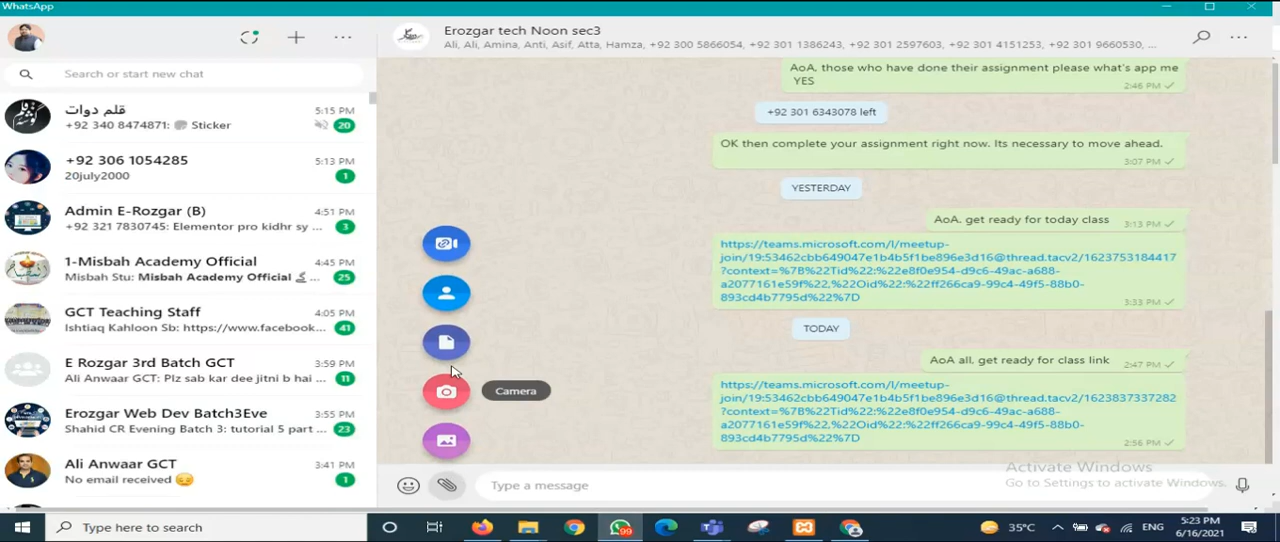 WhatsApp
Search or start new chat
قلم دوات
5:15 PM
+92 340 8474871: Sticker
20
+92 306 1054285
5:13 PM
20july2000
1
Admin E-Rozgar (B)
4:51 PM
+92 321 7830745: Elementor pro kidhr sy ...
3
1-Misbah Academy Official
4:45 PM
Misbah Stu: Misbah Academy Official ...
25
GCT Teaching Staff
4:05 PM
Ishtiaq Kahloon Sb: https://www.facebook...
41
E Rozgar 3rd Batch GCT
3:59 PM
Ali Anwaar GCT: Plz sab kar dee jitni b hai ...
11
Erozgar Web Dev Batch3Eve
3:55 PM
Shahid CR Evening Batch 3: tutorial 5 part ...
23
Ali Anwaar GCT
3:41 PM
No email received
1
Erozgar tech Noon sec3
Ali, Ali, Amina, Anti, Asif, Atta, Hamza, +92 300 5866054, +92 301 1386243, +92 301 2597603, +92 301 4151253, +92 301 9660530, ...
AoA, those who have done their assignment please what's app me
YES
2:46 PM
+92 301 6343078 left
OK then complete your assignment right now. Its necessary to move ahead.
3:07 PM
YESTERDAY
AoA. get ready for today class
3:13 PM
https://teams.microsoft.com/l/meetup-
join/19:53462cbb649047e1b4b5f1be896e3d16@thread.tacv2/1623753184417
?context=%7B%22Tid%22:%22e8f0e954-d9c6-49ac-a688-
a2077161e59f%22,%22Oid%22:%22ff266ca9-99c4-49f5-88b0-
893cd4b7795d%22%7D
3:33 PM
TODAY
AoA all. get ready for class link
2:47 PM
https://teams.microsoft.com/l/meetup-
join/19:53462cbb649047e1b4b5f1be896e3d16@thread.tacv2/1623837337282
?context=%7B%22Tid%22:%22e8f0e954-d9c6-49ac-a688-
a2077161e59f%22,%22Oid%22:%22ff266ca9-99c4-49f5-88b0-
893cd4b7795d%22%7D
2:56 PM
Camera
Type a message
Activate Windows
Go to Settings to activate Windows.
Type here to search
99
35°C
ENG
5:23 PM
6/16/2021